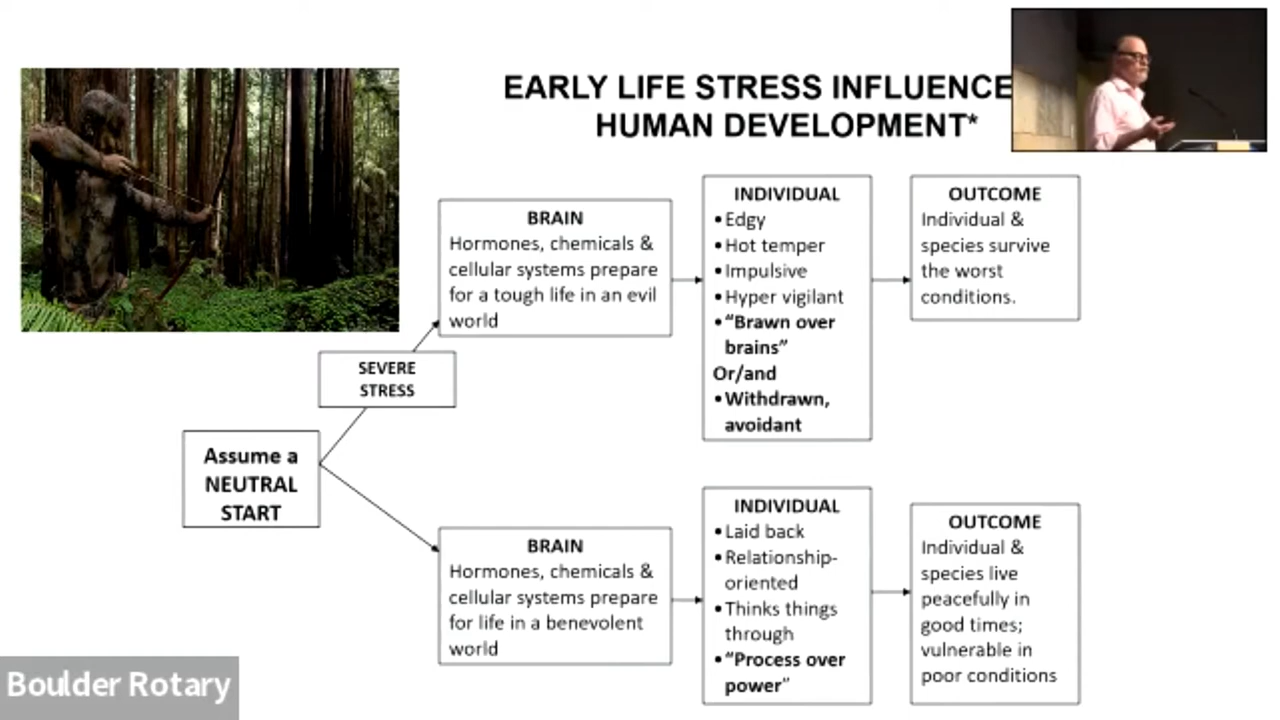 EARLY LIFE STRESS INFLUENCE
HUMAN DEVELOPMENT*
BRAIN
Hormones, chemicals &
cellular systems prepare
for a tough life in an evil
world
INDIVIDUAL
•Edgy
•Hot temper
•Impulsive
•Hyper vigilant
•“Brawn over
brains”
Or/and
•Withdrawn,
avoidant
OUTCOME
Individual &
species survive
the worst
conditions.
SEVERE
STRESS
Assume a
NEUTRAL
START
BRAIN
Hormones, chemicals &
cellular systems prepare
for life in a benevolent
world
INDIVIDUAL
•Laid back
•Relationship-
oriented
•Thinks things
through
•“Process over
power”
OUTCOME
Individual &
species live
peacefully in
good times;
vulnerable in
poor conditions
Boulder Rotary